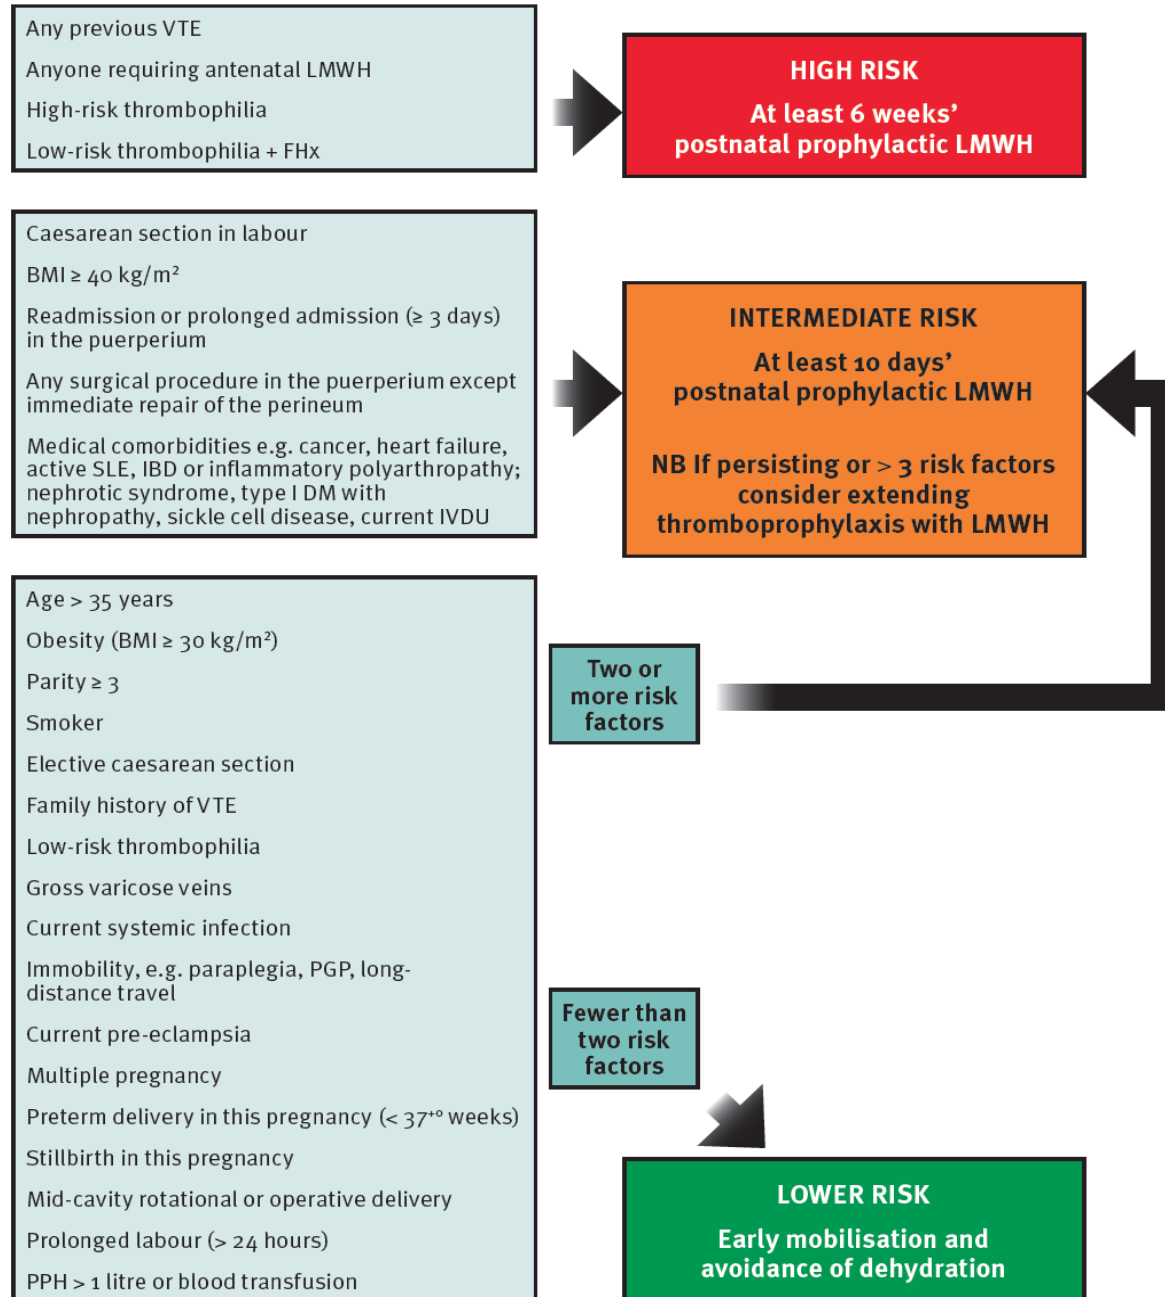 Any previous VTE
Anyone requiring antenatal LMWH
High-risk thrombophilia
Low-risk thrombophilia + FHx
HIGH RISK
At least 6 weeks’
postnatal prophylactic LMWH
Caesarean section in labour
BMI ≥ 40 kg/m²
Readmission or prolonged admission (≥ 3 days)
in the puerperium
Any surgical procedure in the puerperium except
immediate repair of the perineum
Medical comorbidities e.g. cancer, heart failure,
active SLE, IBD or inflammatory polyarthropathy;
nephrotic syndrome, type I DM with
nephropathy, sickle cell disease, current IVDU
INTERMEDIATE RISK
At least 10 days’
postnatal prophylactic LMWH
NB If persisting or > 3 risk factors
consider extending
thromboprophylaxis with LMWH
Age > 35 years
Obesity (BMI ≥ 30 kg/m²)
Parity ≥ 3
Smoker
Elective caesarean section
Family history of VTE
Low-risk thrombophilia
Gross varicose veins
Current systemic infection
Immobility, e.g. paraplegia, PGP, long-
distance travel
Current pre-eclampsia
Multiple pregnancy
Preterm delivery in this pregnancy (< 37⁺⁰ weeks)
Stillbirth in this pregnancy
Mid-cavity rotational or operative delivery
Prolonged labour (> 24 hours)
PPH > 1 litre or blood transfusion
Two or
more risk
factors
Fewer than
two risk
factors
LOWER RISK
Early mobilisation and
avoidance of dehydration